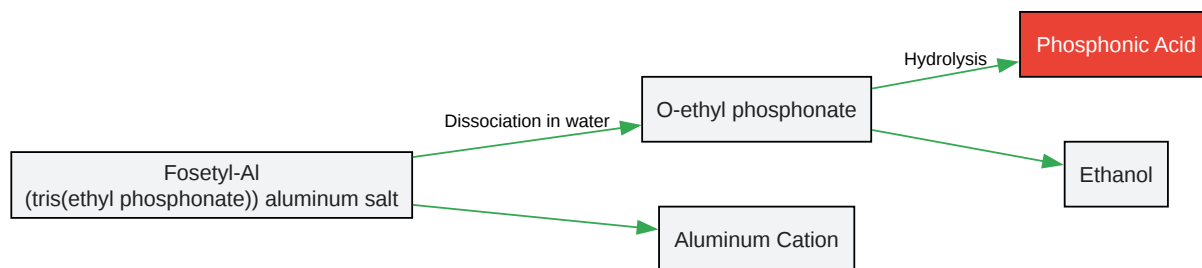 Fosetyl-Al
(tris(ethyl phosphonate)) aluminum salt
Dissociation in water
O-ethyl phosphonate
Aluminum Cation
Hydrolysis
Phosphonic Acid
Ethanol